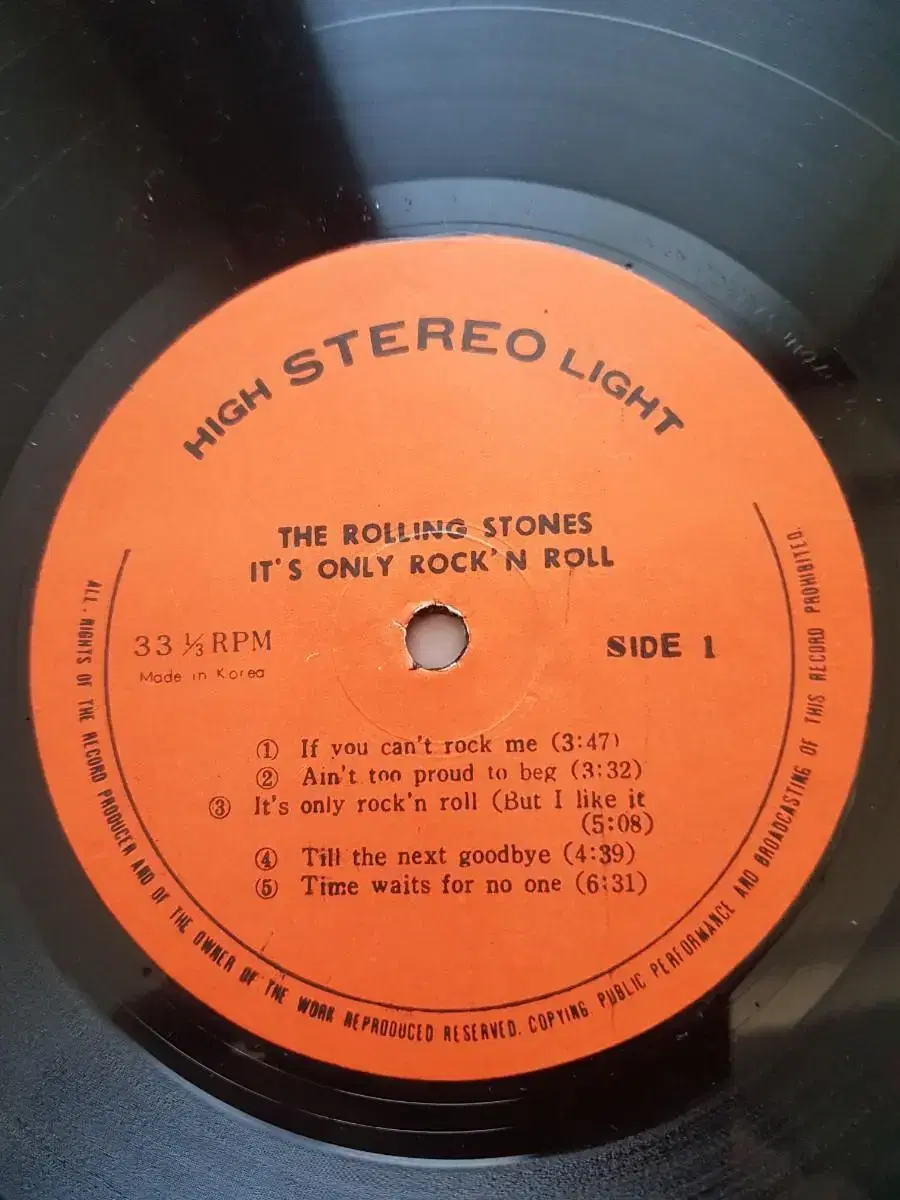 HIGH STEREO LIGHT
THE ROLLING STONES
IT'S ONLY ROCK'N ROLL
33 ⅓ RPM
Made in Korea
SIDE 1
① If you can't rock me (3:47)
② Ain't too proud to beg (3:32)
③ It's only rock'n roll (But I like it
(5:08)
④ Till the next goodbye (4:39)
⑤ Time waits for no one (6:31)
ALL · RIGHTS OF THE RECORD PRODUCER AND OF THE OWNER OF THE WORK REPRODUCED RESERVED. COPYING PUBLIC PERFORMANCE AND BROADCASTING OF THIS RECORD PROHIBITED.